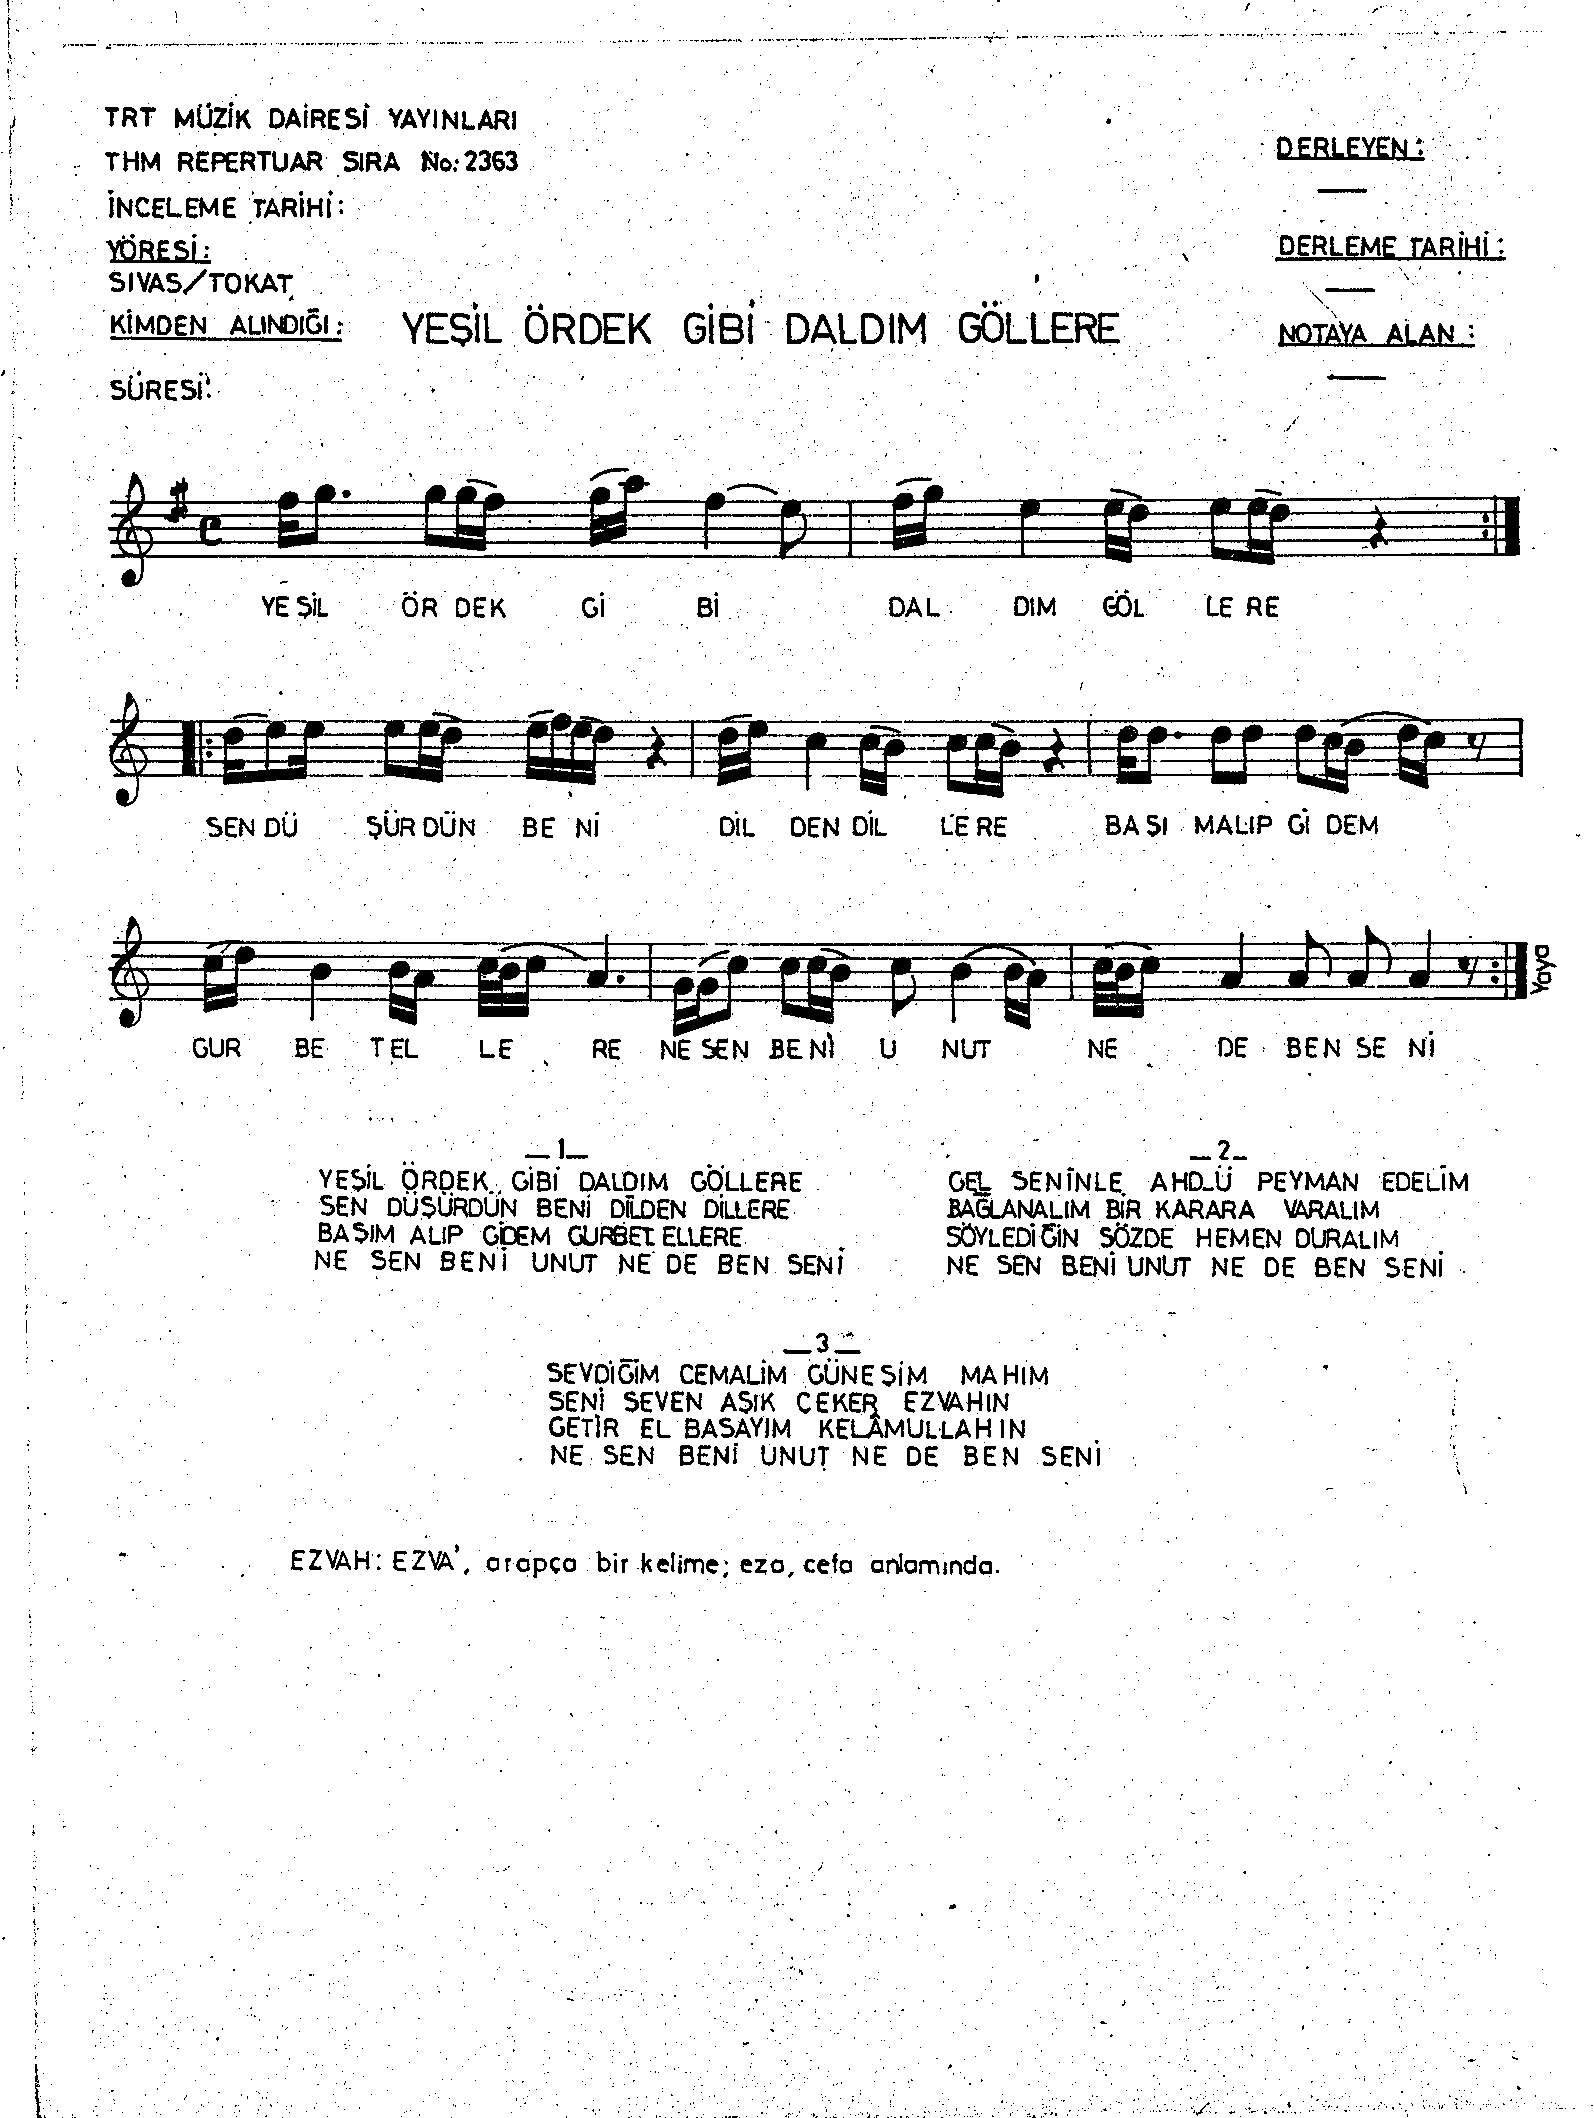 TRT MÜZİK DAİRESİ YAYINLARI
THM REPERTUAR SIRA No: 2363
İNCELEME TARİHİ:
YÖRESİ:
SIVAS/TOKAT
KİMDEN ALINDIĞI:
SÜRESİ:
DERLEYEN:
DERLEME TARİHİ:
NOTAYA ALAN:
YEŞİL ÖRDEK GİBİ DALDIM GÖLLERE
YE ŞİL ÖR DEK Gİ Bİ DAL DIM GÖL LE RE
SEN DÜ ŞÜR DÜN BE Nİ DİL DEN DİL LE RE BA ŞI MALIP Gİ DEM
GUR BE TEL LE RE NE SEN BENİ U NUT NE DE BEN SE Nİ
Yaya
—1—
YEŞİL ÖRDEK GİBİ DALDIM GÖLLERE
SEN DÜŞÜRDÜN BENİ DİLDEN DİLLERE
BAŞIM ALIP GİDEM GURBET ELLERE
NE SEN BENİ UNUT NE DE BEN SENİ
—2—
GEL SENİNLE AHD_Ü PEYMAN EDELİM
BAĞLANALIM BİR KARARA VARALIM
SÖYLEDİĞİN SÖZDE HEMEN DURALIM
NE SEN BENİ UNUT NE DE BEN SENİ
—3—
SEVDİĞİM CEMALİM GÜNEŞİM MAHIM
SENİ SEVEN AŞIK ÇEKER EZVAHIN
GETİR EL BASAYIM KELÂMULLAHIN
NE SEN BENİ UNUT NE DE BEN SENİ
EZVAH: EZVA', arapça bir kelime; eza, cefa anlamında.